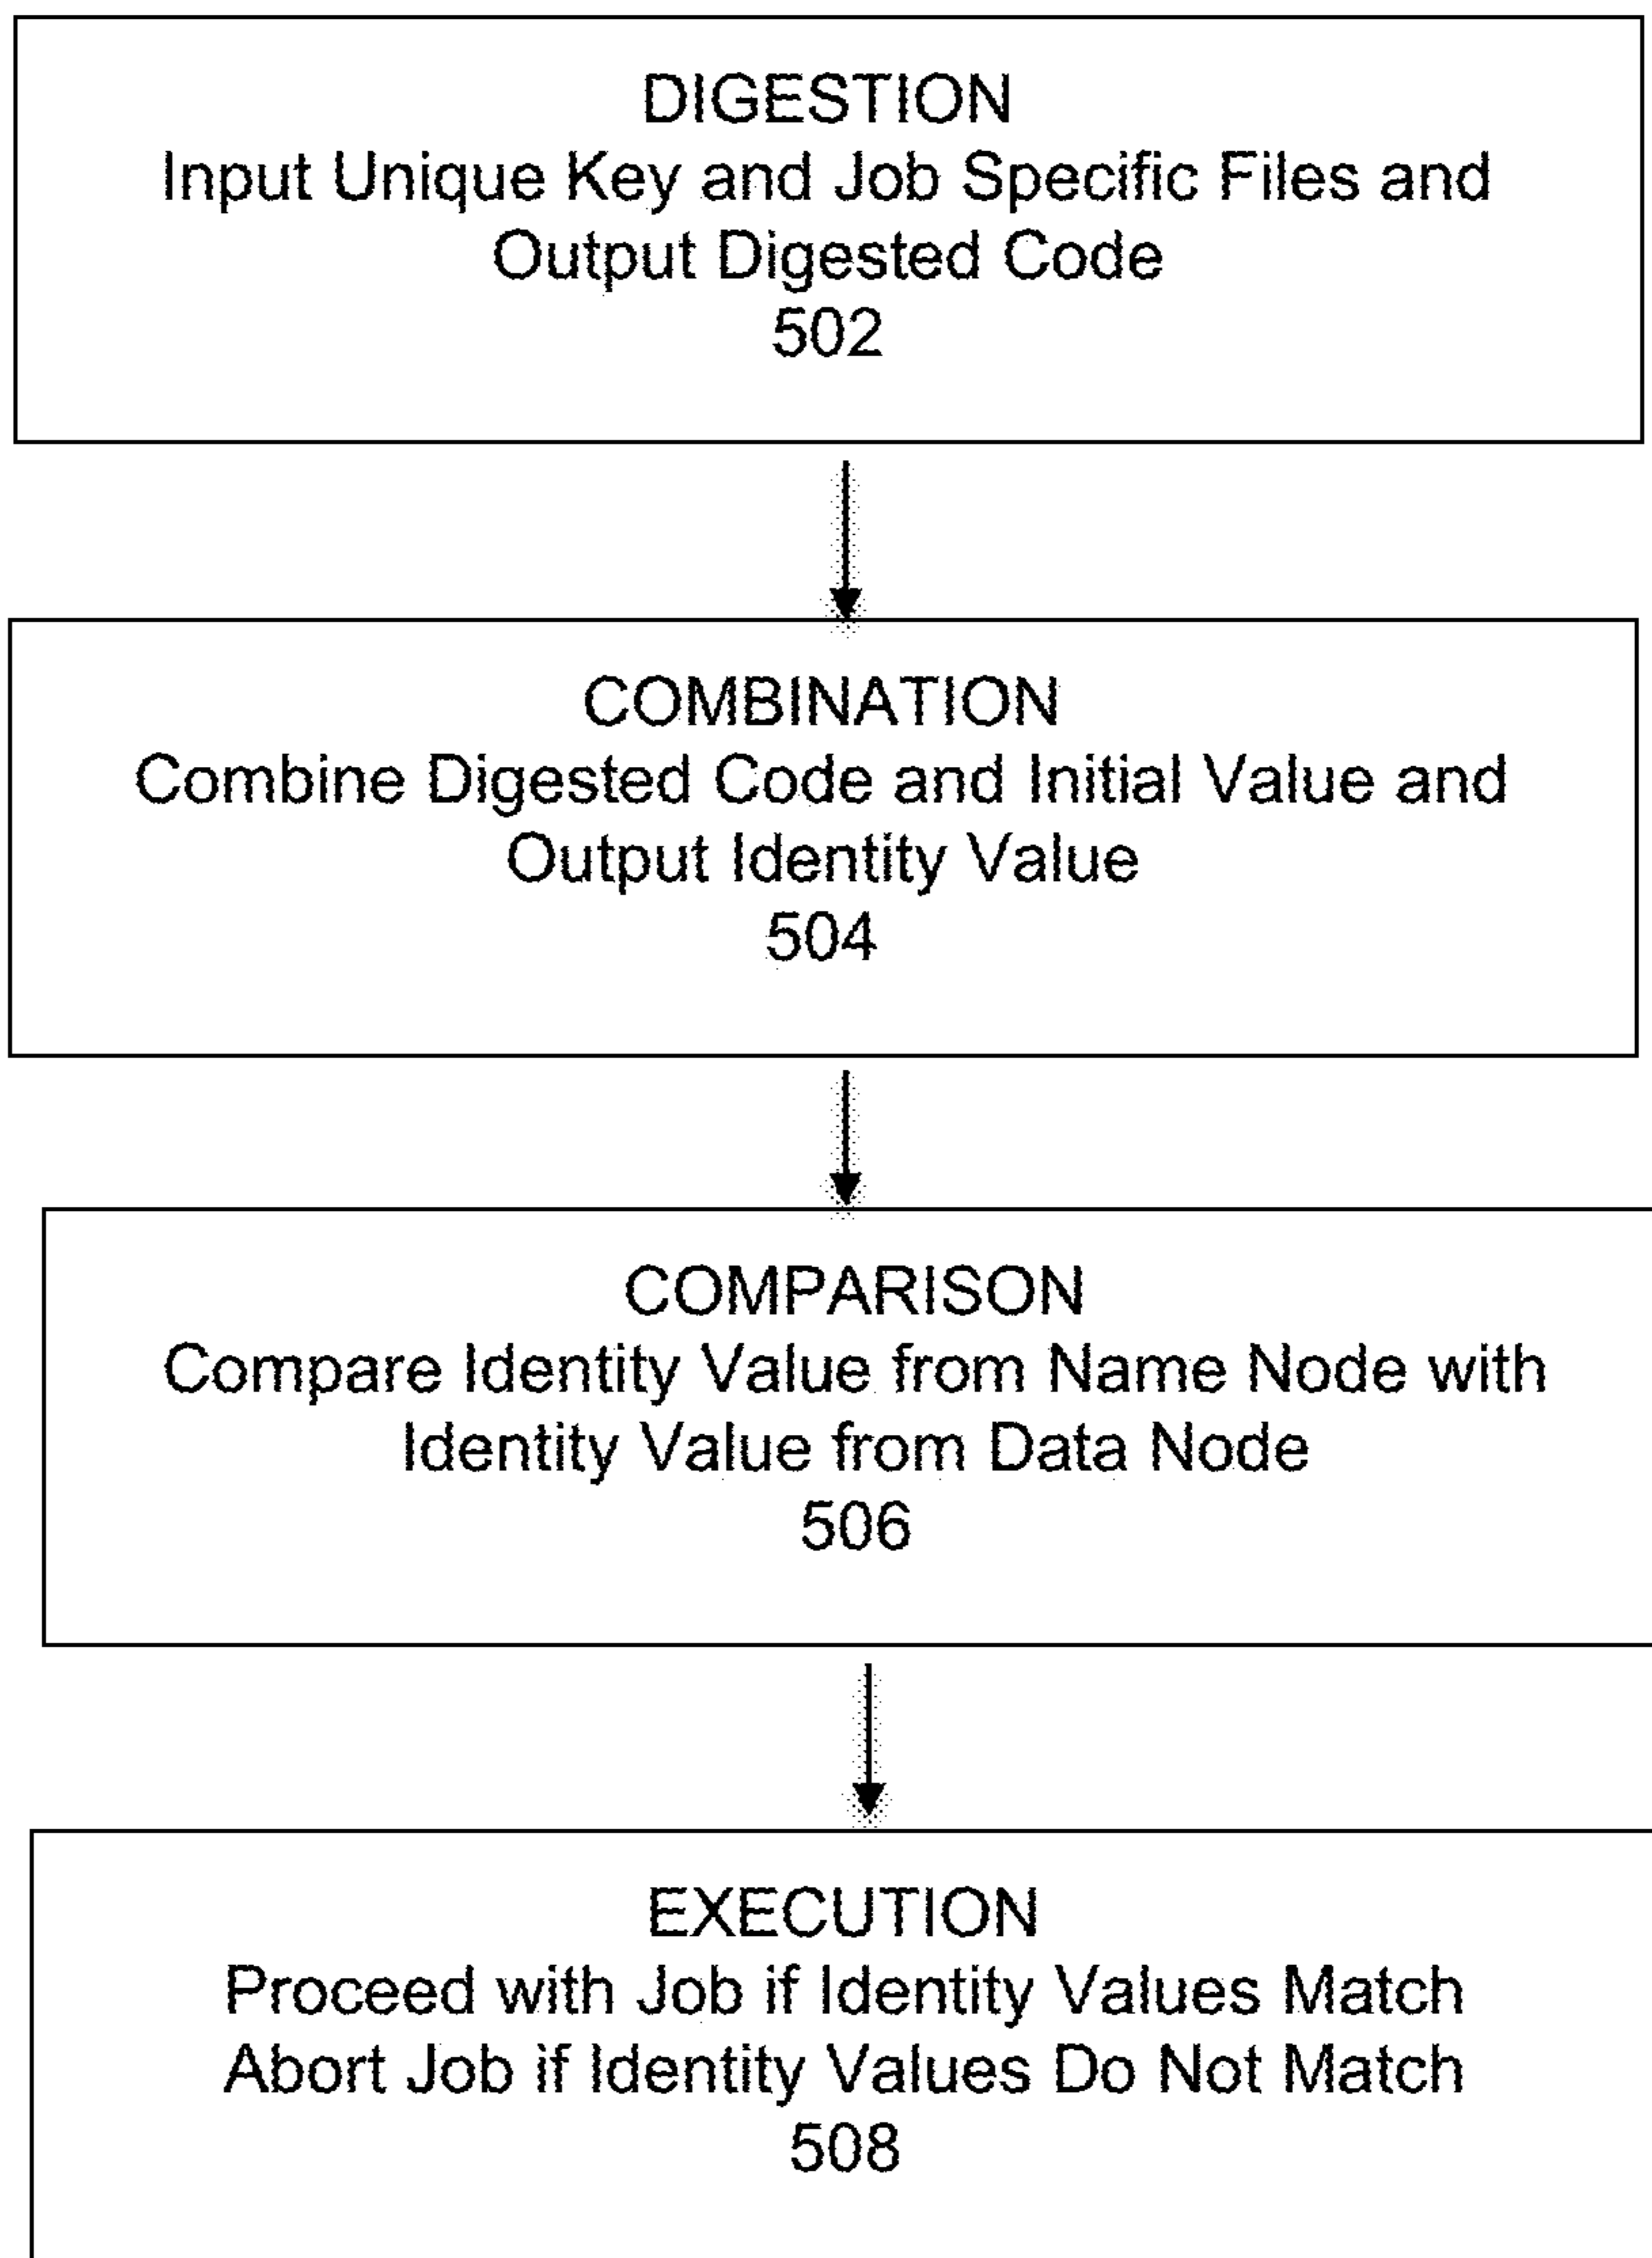 DIGESTION
Input Unique Key and Job Specific Files and
Output Digested Code
502
COMBINATION
Combine Digested Code and Initial Value and
Output Identity Value
504
COMPARISON
Compare Identity Value from Name Node with
Identity Value from Data Node
506
EXECUTION
Proceed with Job if Identity Values Match
Abort Job if Identity Values Do Not Match
508